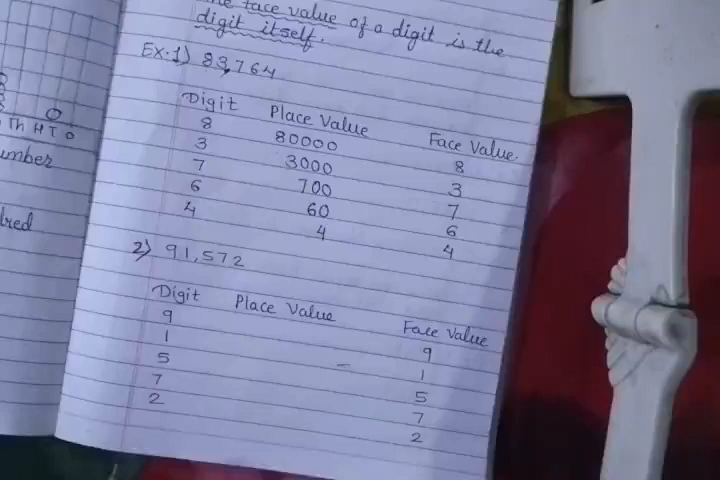 he face value of a digit is the
digit itself.
Ex.1) 83,764
Digit Place Value Face Value.
8 80000 8
3 3000 3
7 700 7
6 60 6
4 4 4
2) 91,572
Digit Place Value Face Value
9 9
1 1
5 5
7 7
2 2
Th H T O
umber
red